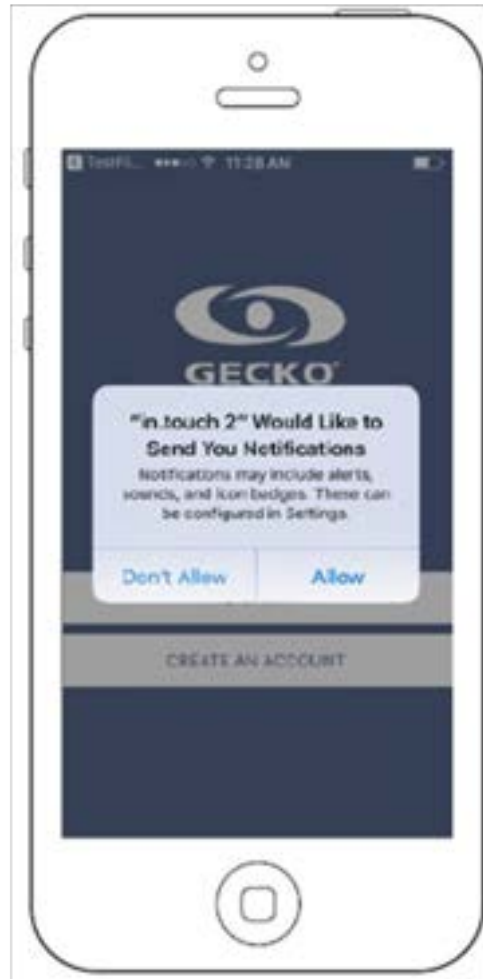 TestFl... 11:28 AM
GECKO
"in.touch 2" Would Like to
Send You Notifications
Notifications may include alerts,
sounds, and icon badges. These can
be configured in Settings.
Don't Allow Allow
CREATE AN ACCOUNT